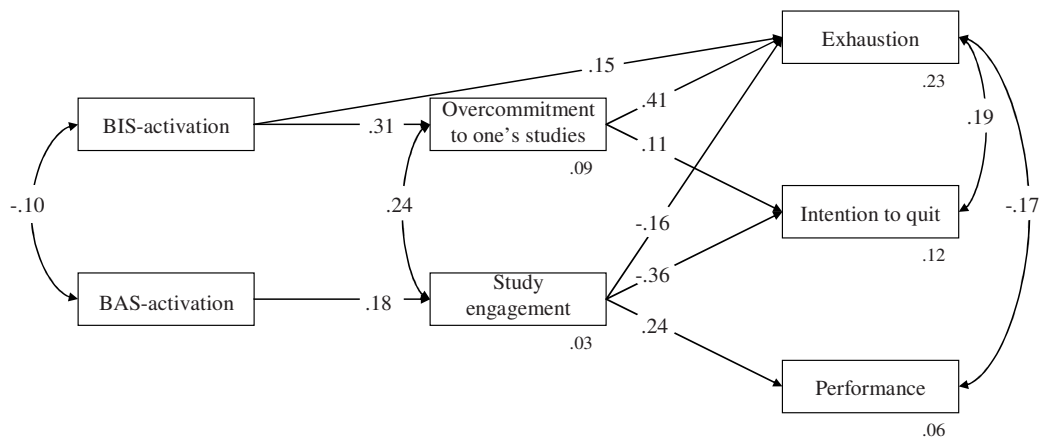 Exhaustion
.23
.15
BIS-activation
.31
Overcommitment
to one's studies
.09
.41
.11
.19
-.10
.24
-.16
Intention to quit
.12
-.17
BAS-activation
.18
Study
engagement
.03
-.36
.24
Performance
.06